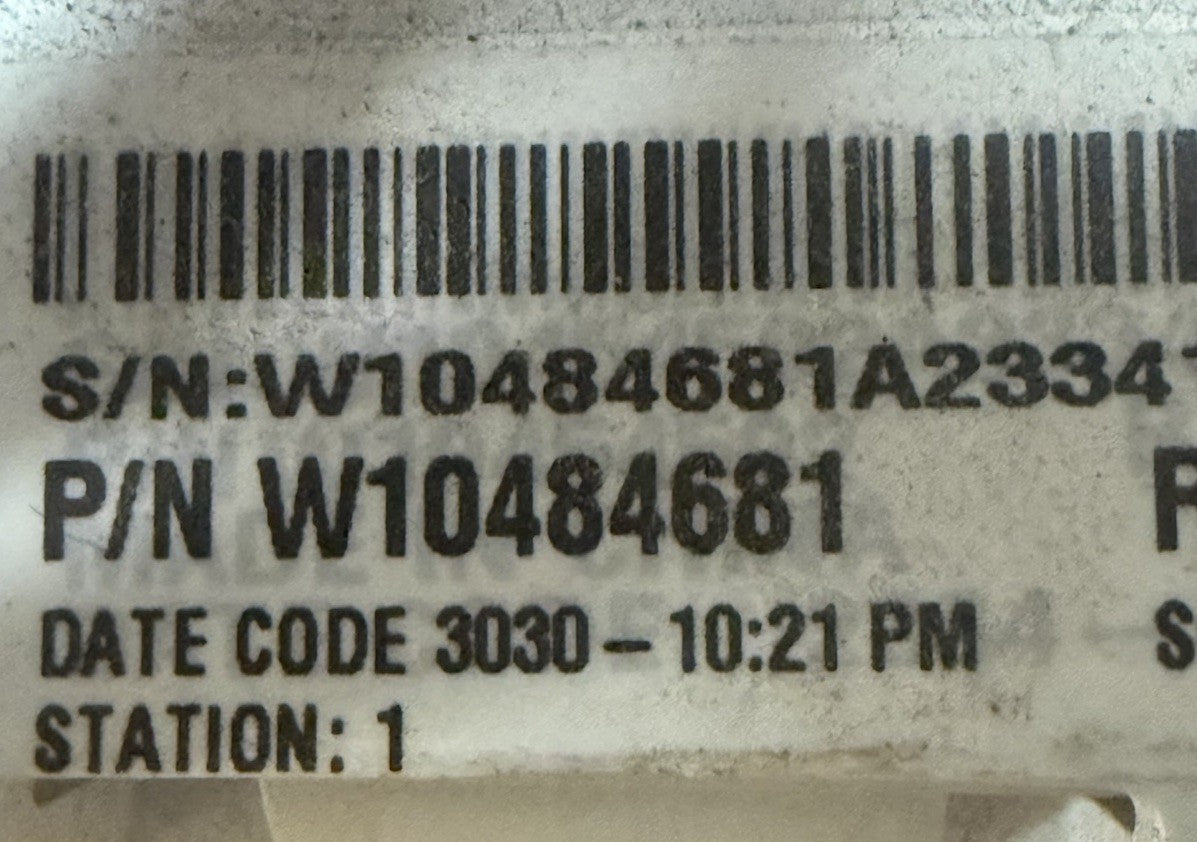 S/N:W10484681A2334
P/N W10484681
DATE CODE 3030 – 10:21 PM
STATION: 1